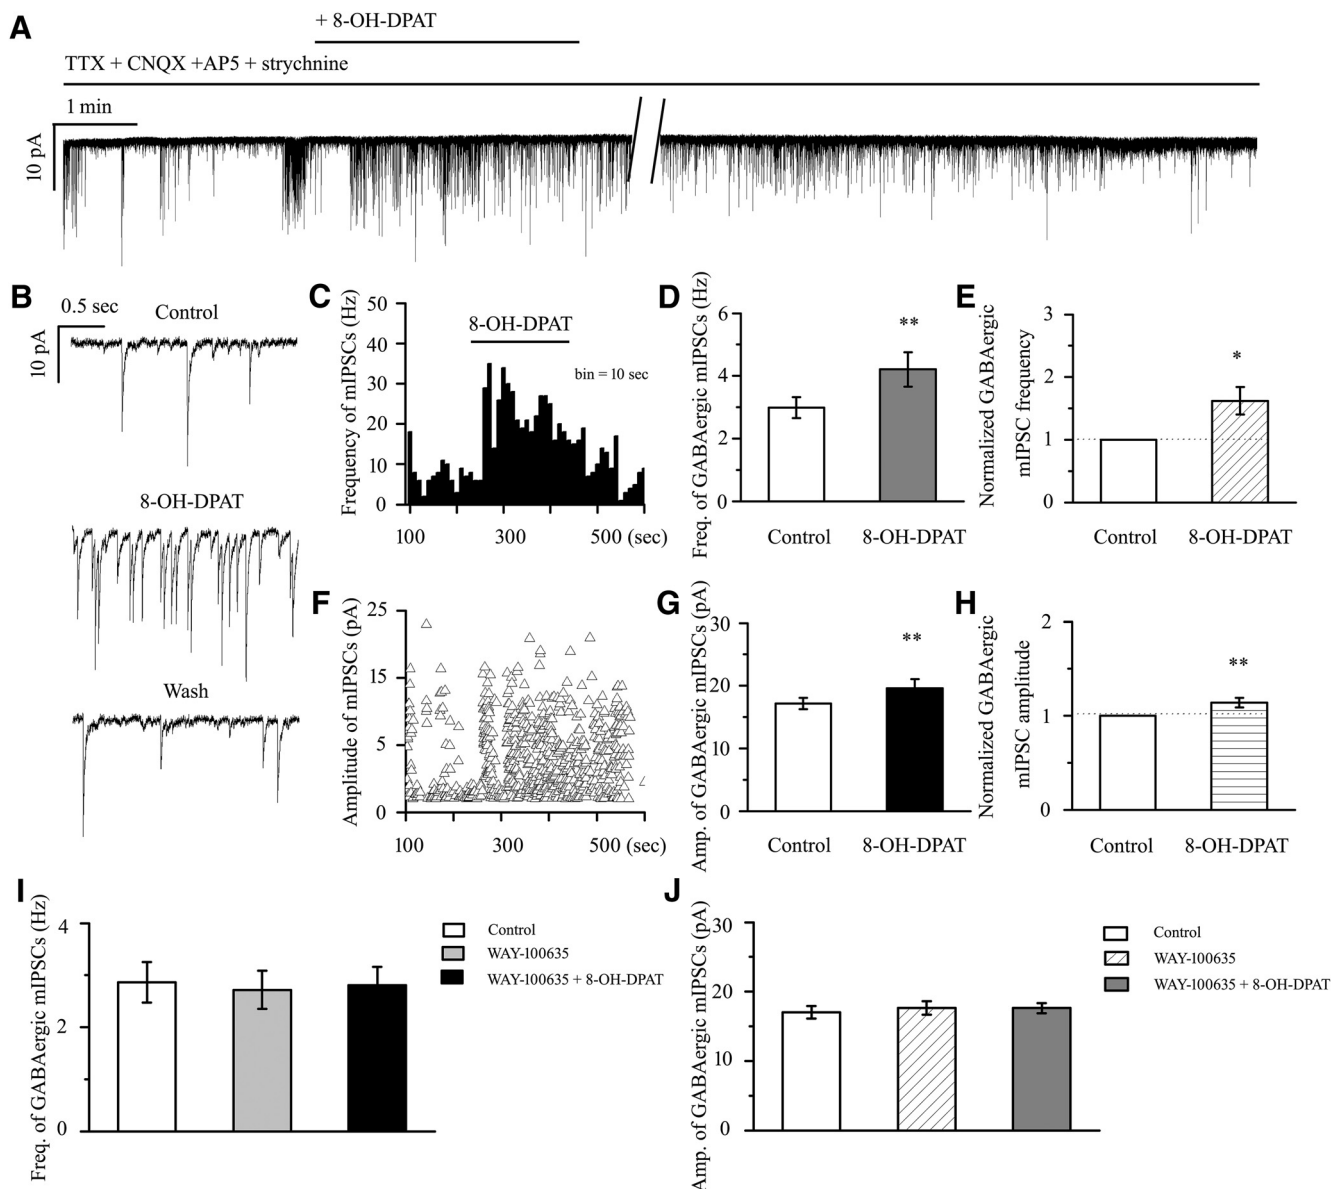 A
+ 8-OH-DPAT
TTX + CNQX +AP5 + strychnine
1 min
10 pA
B
0.5 sec
10 pA
Control
8-OH-DPAT
Wash
C
Frequency of mIPSCs (Hz)
50
40
30
20
10
0
8-OH-DPAT
bin = 10 sec
100 300 500 (sec)
D
Freq. of GABAergic mIPSCs (Hz)
6
4
2
0
**
Control 8-OH-DPAT
E
Normalized GABAergic
mIPSC frequency
3
2
1
0
*
Control 8-OH-DPAT
F
Amplitude of mIPSCs (pA)
25
15
5
0
100 300 500 (sec)
G
Amp. of GABAergic mIPSCs (pA)
30
20
10
0
**
Control 8-OH-DPAT
H
Normalized GABAergic
mIPSC amplitude
2
1
0
**
Control 8-OH-DPAT
I
Freq. of GABAergic mIPSCs (Hz)
4
2
0
Control
WAY-100635
WAY-100635 + 8-OH-DPAT
J
Amp. of GABAergic mIPSCs (pA)
30
20
10
0
Control
WAY-100635
WAY-100635 + 8-OH-DPAT